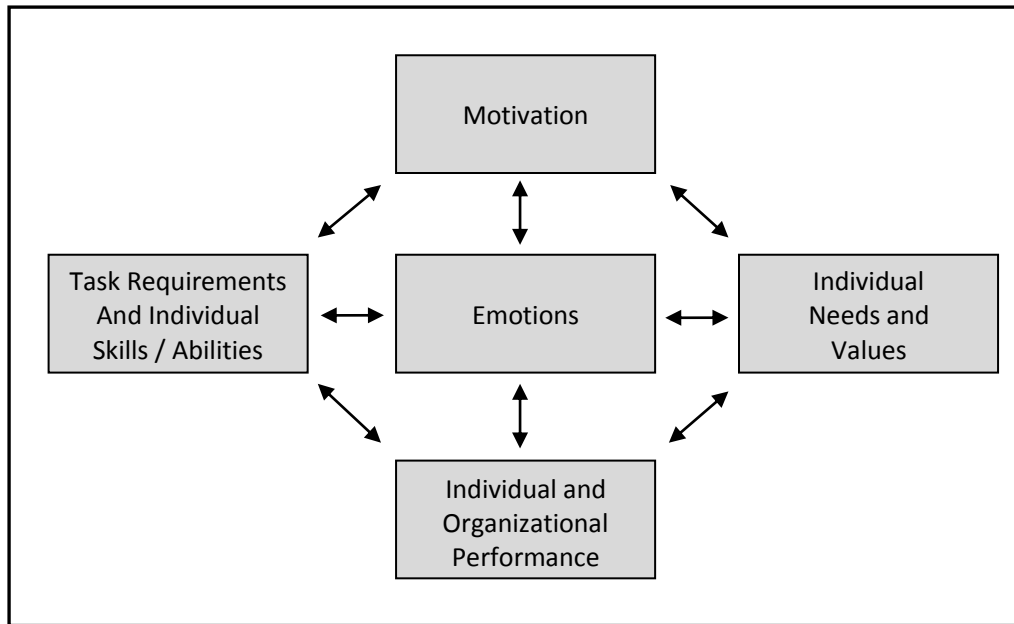 Motivation
Task Requirements
And Individual
Skills / Abilities
Emotions
Individual
Needs and
Values
Individual and
Organizational
Performance